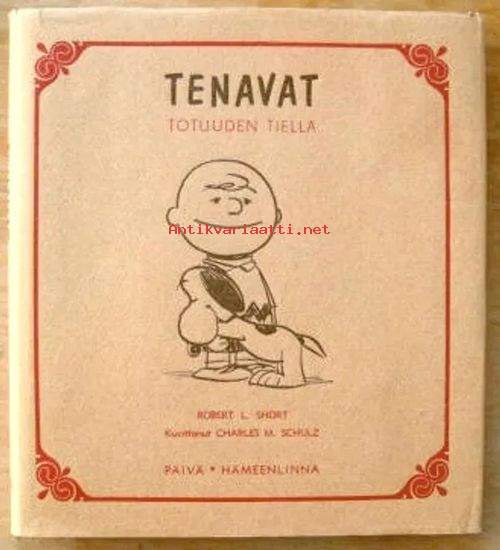 TENAVAT
TOTUUDEN TIELLÄ
Antikvariaatti.net
ROBERT L. SHORT
Kuvittanut CHARLES M. SCHULZ
PÄIVÄ • HÄMEENLINNA